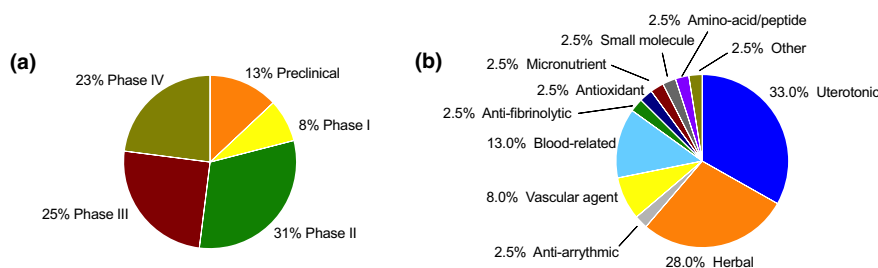 (a)
13% Preclinical
8% Phase I
31% Phase II
25% Phase III
23% Phase IV
(b)
2.5% Amino-acid/peptide
2.5% Small molecule
2.5% Other
2.5% Micronutrient
2.5% Antioxidant
33.0% Uterotonic
2.5% Anti-fibrinolytic
13.0% Blood-related
8.0% Vascular agent
2.5% Anti-arrythmic
28.0% Herbal